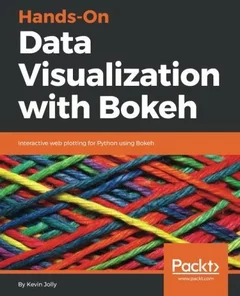 Hands-On
Data
Visualization
with Bokeh
Interactive web plotting for Python using Bokeh
By Kevin Jolly
Packt>
www.packt.com